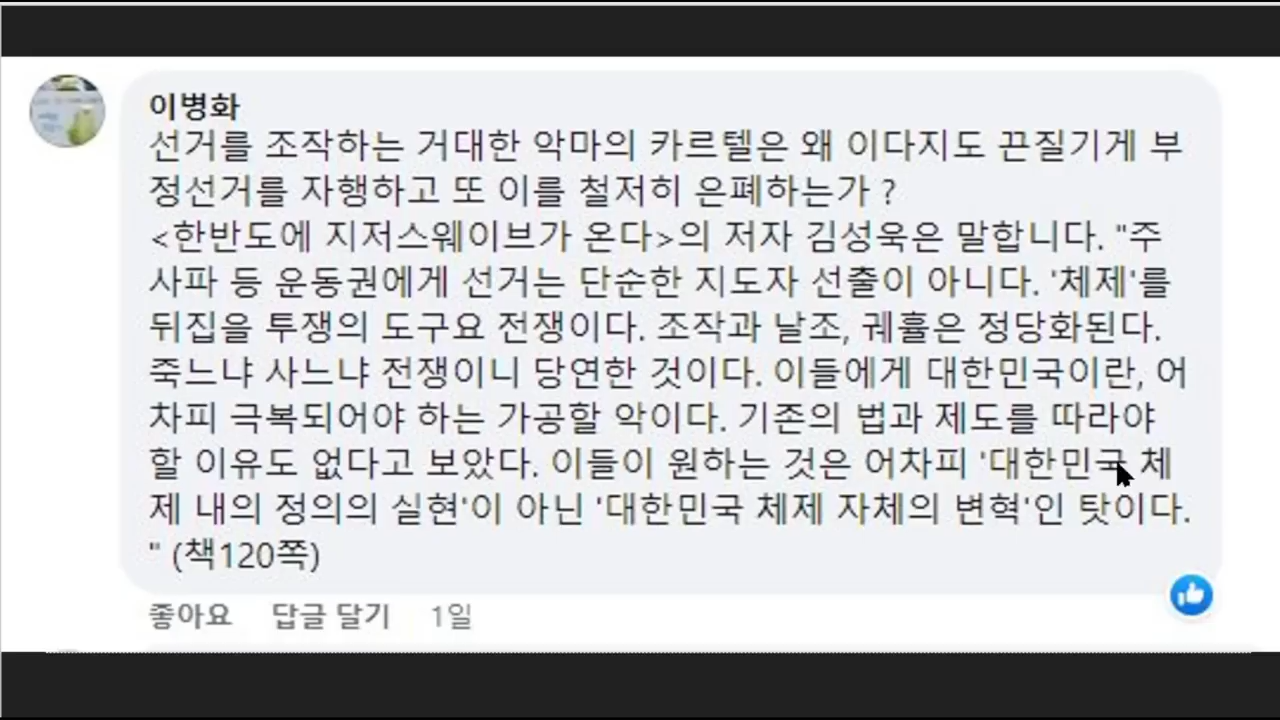 이병화
선거를 조작하는 거대한 악마의 카르텔은 왜 이다지도 끈질기게 부
정선거를 자행하고 또 이를 철저히 은폐하는가 ?
<한반도에 지저스웨이브가 온다>의 저자 김성욱은 말합니다. "주
사파 등 운동권에게 선거는 단순한 지도자 선출이 아니다. '체제'를
뒤집을 투쟁의 도구요 전쟁이다. 조작과 날조, 궤휼은 정당화된다.
죽느냐 사느냐 전쟁이니 당연한 것이다. 이들에게 대한민국이란, 어
차피 극복되어야 하는 가공할 악이다. 기존의 법과 제도를 따라야
할 이유도 없다고 보았다. 이들이 원하는 것은 어차피 '대한민국 체
제 내의 정의의 실현'이 아닌 '대한민국 체제 자체의 변혁'인 탓이다.
" (책120쪽)
좋아요 답글 달기 1일